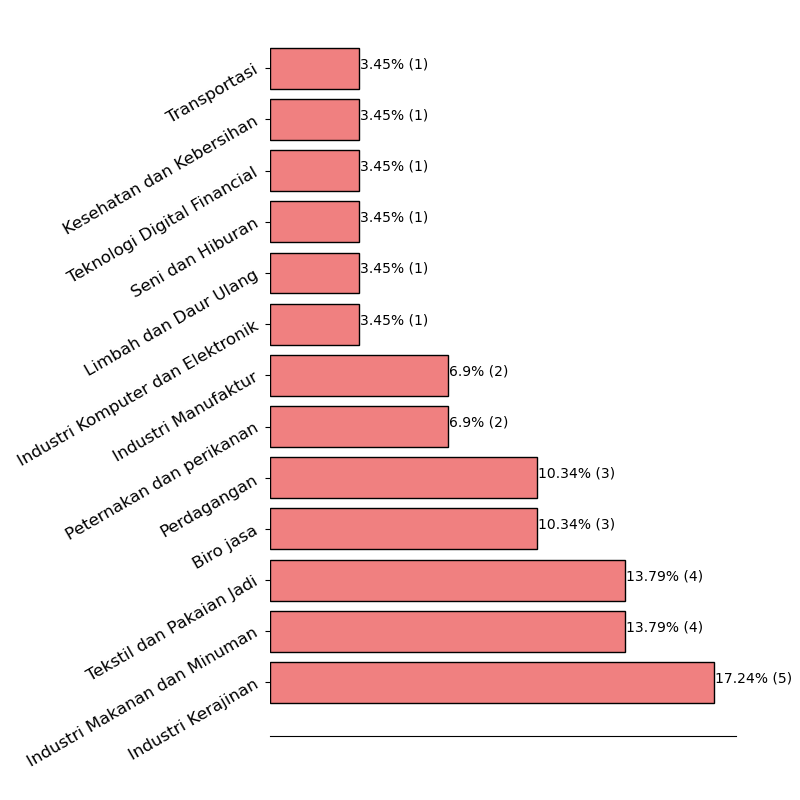 Transportasi 3.45% (1)
Kesehatan dan Kebersihan 3.45% (1)
Teknologi Digital Financial 3.45% (1)
Seni dan Hiburan 3.45% (1)
Limbah dan Daur Ulang 3.45% (1)
Industri Komputer dan Elektronik 3.45% (1)
Industri Manufaktur 6.9% (2)
Peternakan dan perikanan 6.9% (2)
Perdagangan 10.34% (3)
Biro jasa 10.34% (3)
Tekstil dan Pakaian Jadi 13.79% (4)
Industri Makanan dan Minuman 13.79% (4)
Industri Kerajinan 17.24% (5)